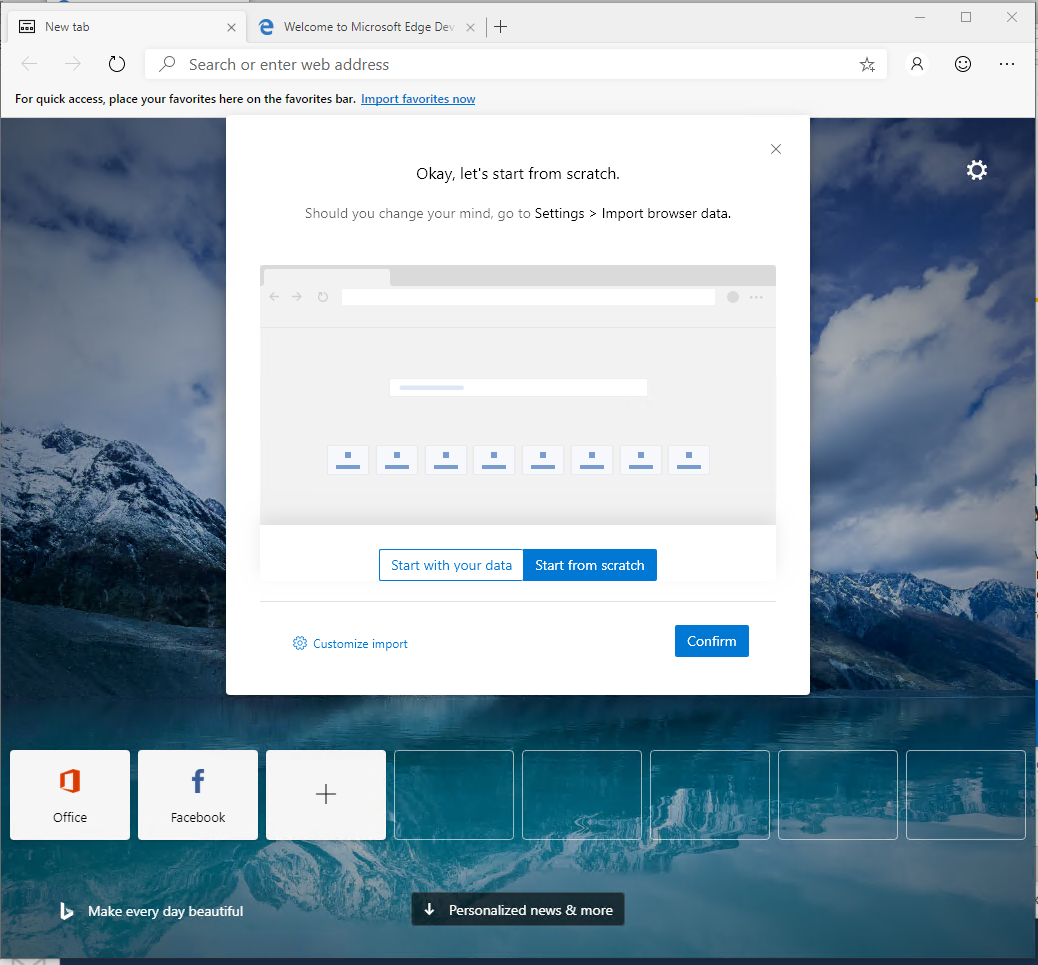 New tab
Welcome to Microsoft Edge Dev
Search or enter web address
For quick access, place your favorites here on the favorites bar. Import favorites now
Okay, let's start from scratch.
Should you change your mind, go to Settings > Import browser data.
Start with your data
Start from scratch
Customize import
Confirm
Office
Facebook
Make every day beautiful
Personalized news & more